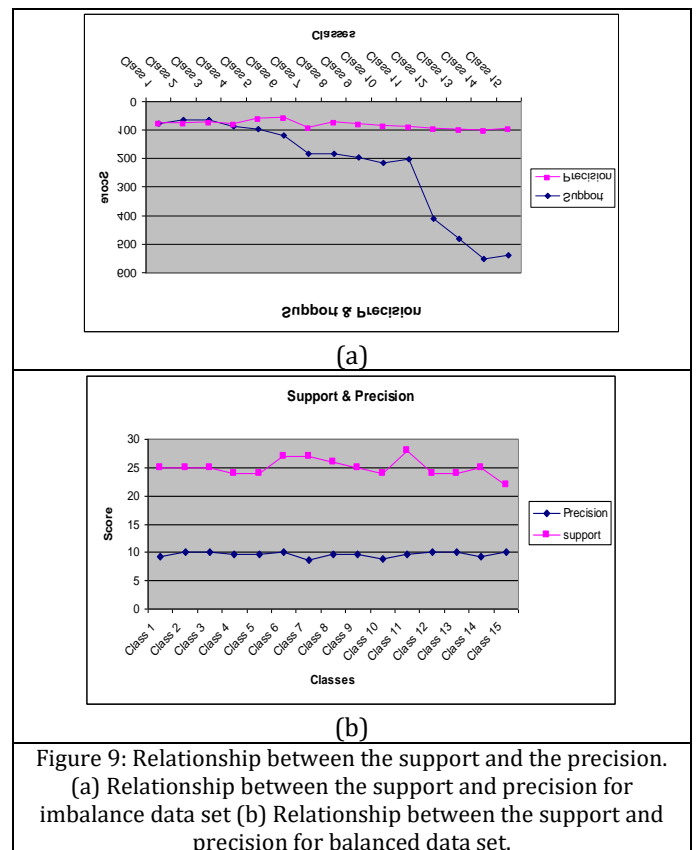 Classes
Class 1
Class 2
Class 3
Class 4
Class 5
Class 6
Class 7
Class 8
Class 9
Class 10
Class 11
Class 12
Class 13
Class 14
Class 15
0
100
200
300
400
500
600
Score
Precision
Support
Support & Precision
(a)
Support & Precision
30
25
20
15
10
5
0
Score
Precision
support
Class 1
Class 2
Class 3
Class 4
Class 5
Class 6
Class 7
Class 8
Class 9
Class 10
Class 11
Class 12
Class 13
Class 14
Class 15
Classes
(b)
Figure 9: Relationship between the support and the precision.
(a) Relationship between the support and precision for
imbalance data set (b) Relationship between the support and
precision for balanced data set.